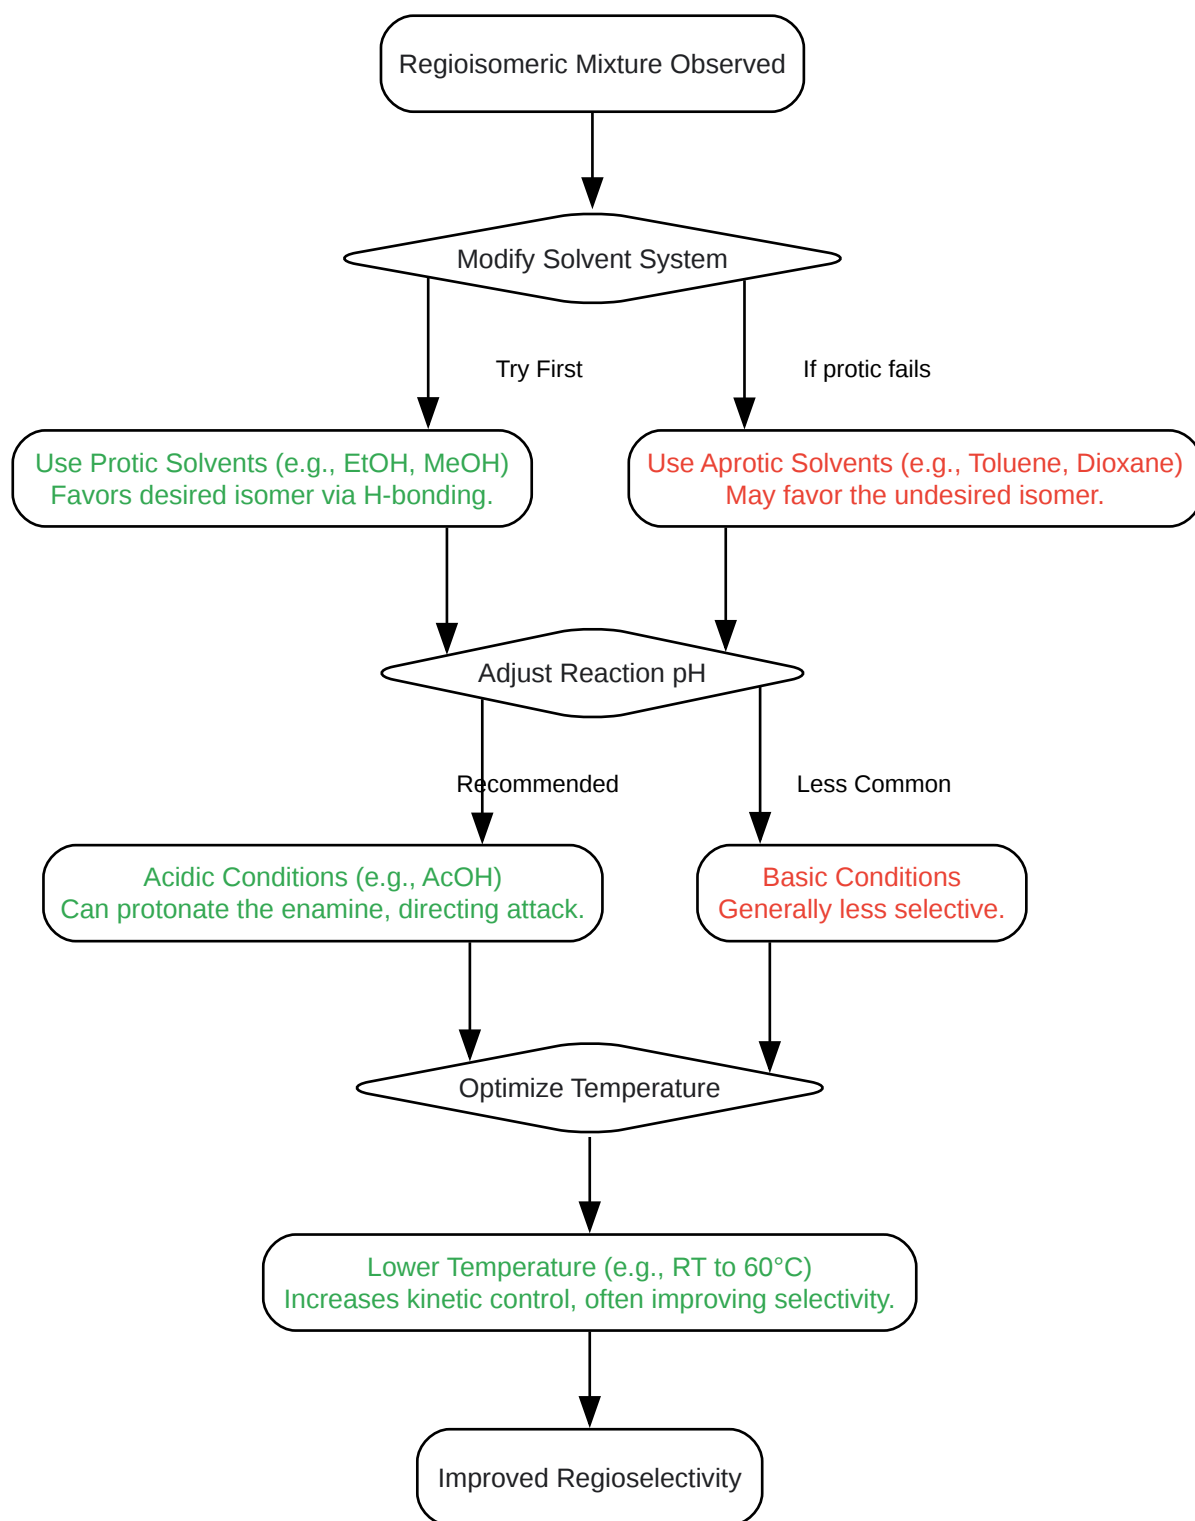 Regioisomeric Mixture Observed
Modify Solvent System
Try First
If protic fails
Use Protic Solvents (e.g., EtOH, MeOH)
Favors desired isomer via H-bonding.
Use Aprotic Solvents (e.g., Toluene, Dioxane)
May favor the undesired isomer.
Adjust Reaction pH
Recommended
Less Common
Acidic Conditions (e.g., AcOH)
Can protonate the enamine, directing attack.
Basic Conditions
Generally less selective.
Optimize Temperature
Lower Temperature (e.g., RT to 60°C)
Increases kinetic control, often improving selectivity.
Improved Regioselectivity